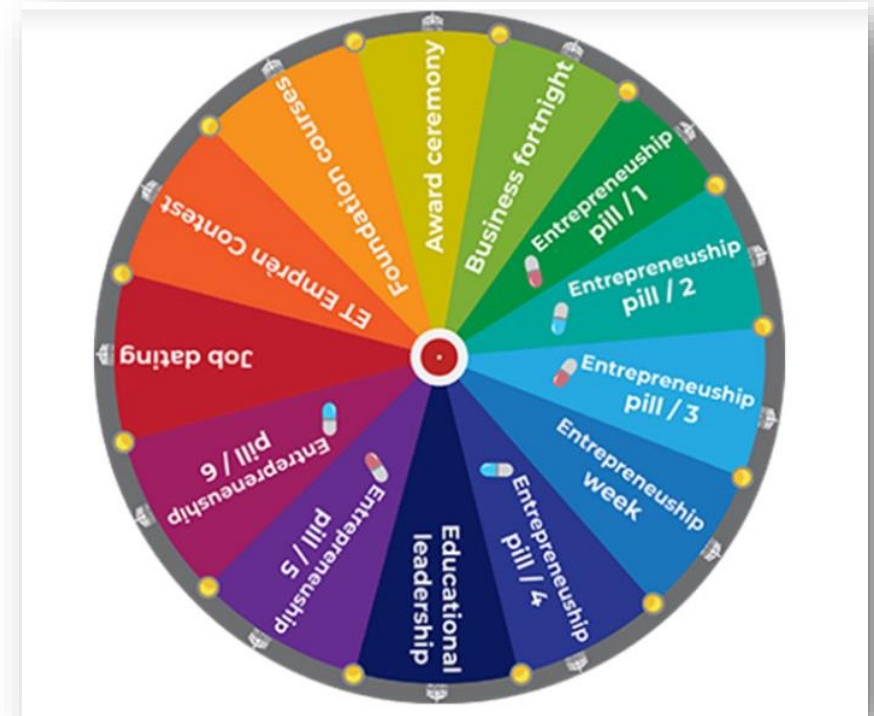 Award ceremony
Business fortnight
Entrepreneuship
pill / 1
Entrepreneuship
pill / 2
Entrepreneuship
pill / 3
Entrepreneuship
week
Entrepreneuship
pill / 4
Educational
leadership
Entrepreneuship
pill / 5
Entrepreneuship
pill / 6
Job dating
ET Emprèn Contest
Foundation courses